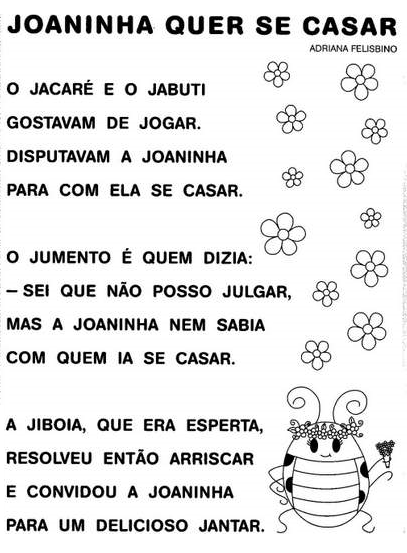 JOANINHA QUER SE CASAR
ADRIANA FELISBINO
O JACARÉ E O JABUTI
GOSTAVAM DE JOGAR.
DISPUTAVAM A JOANINHA
PARA COM ELA SE CASAR.
O JUMENTO É QUEM DIZIA:
– SEI QUE NÃO POSSO JULGAR,
MAS A JOANINHA NEM SABIA
COM QUEM IA SE CASAR.
A JIBOIA, QUE ERA ESPERTA,
RESOLVEU ENTÃO ARRISCAR
E CONVIDOU A JOANINHA
PARA UM DELICIOSO JANTAR.